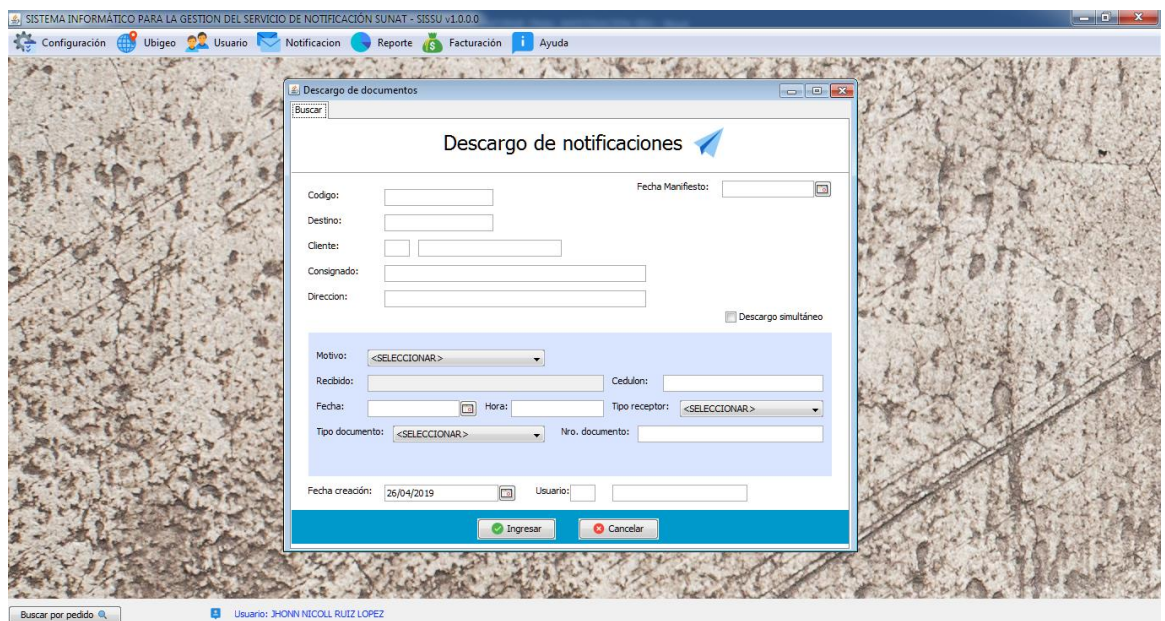 SISTEMA INFORMÁTICO PARA LA GESTION DEL SERVICIO DE NOTIFICACIÓN SUNAT - SISSU v1.0.0.0
Configuración Ubigeo Usuario Notificacion Reporte Facturación Ayuda
Descargo de documentos
Buscar
Descargo de notificaciones
Fecha Manifiesto:
Codigo:
Destino:
Cliente:
Consignado:
Direccion:
Descargo simultáneo
Motivo: <SELECCIONAR>
Recibido: Cedulon:
Fecha: Hora: Tipo receptor: <SELECCIONAR>
Tipo documento: <SELECCIONAR> Nro. documento:
Fecha creación: 26/04/2019 Usuario:
Ingresar Cancelar
Buscar por pedido Usuario: JHONN NICOLL RUIZ LOPEZ